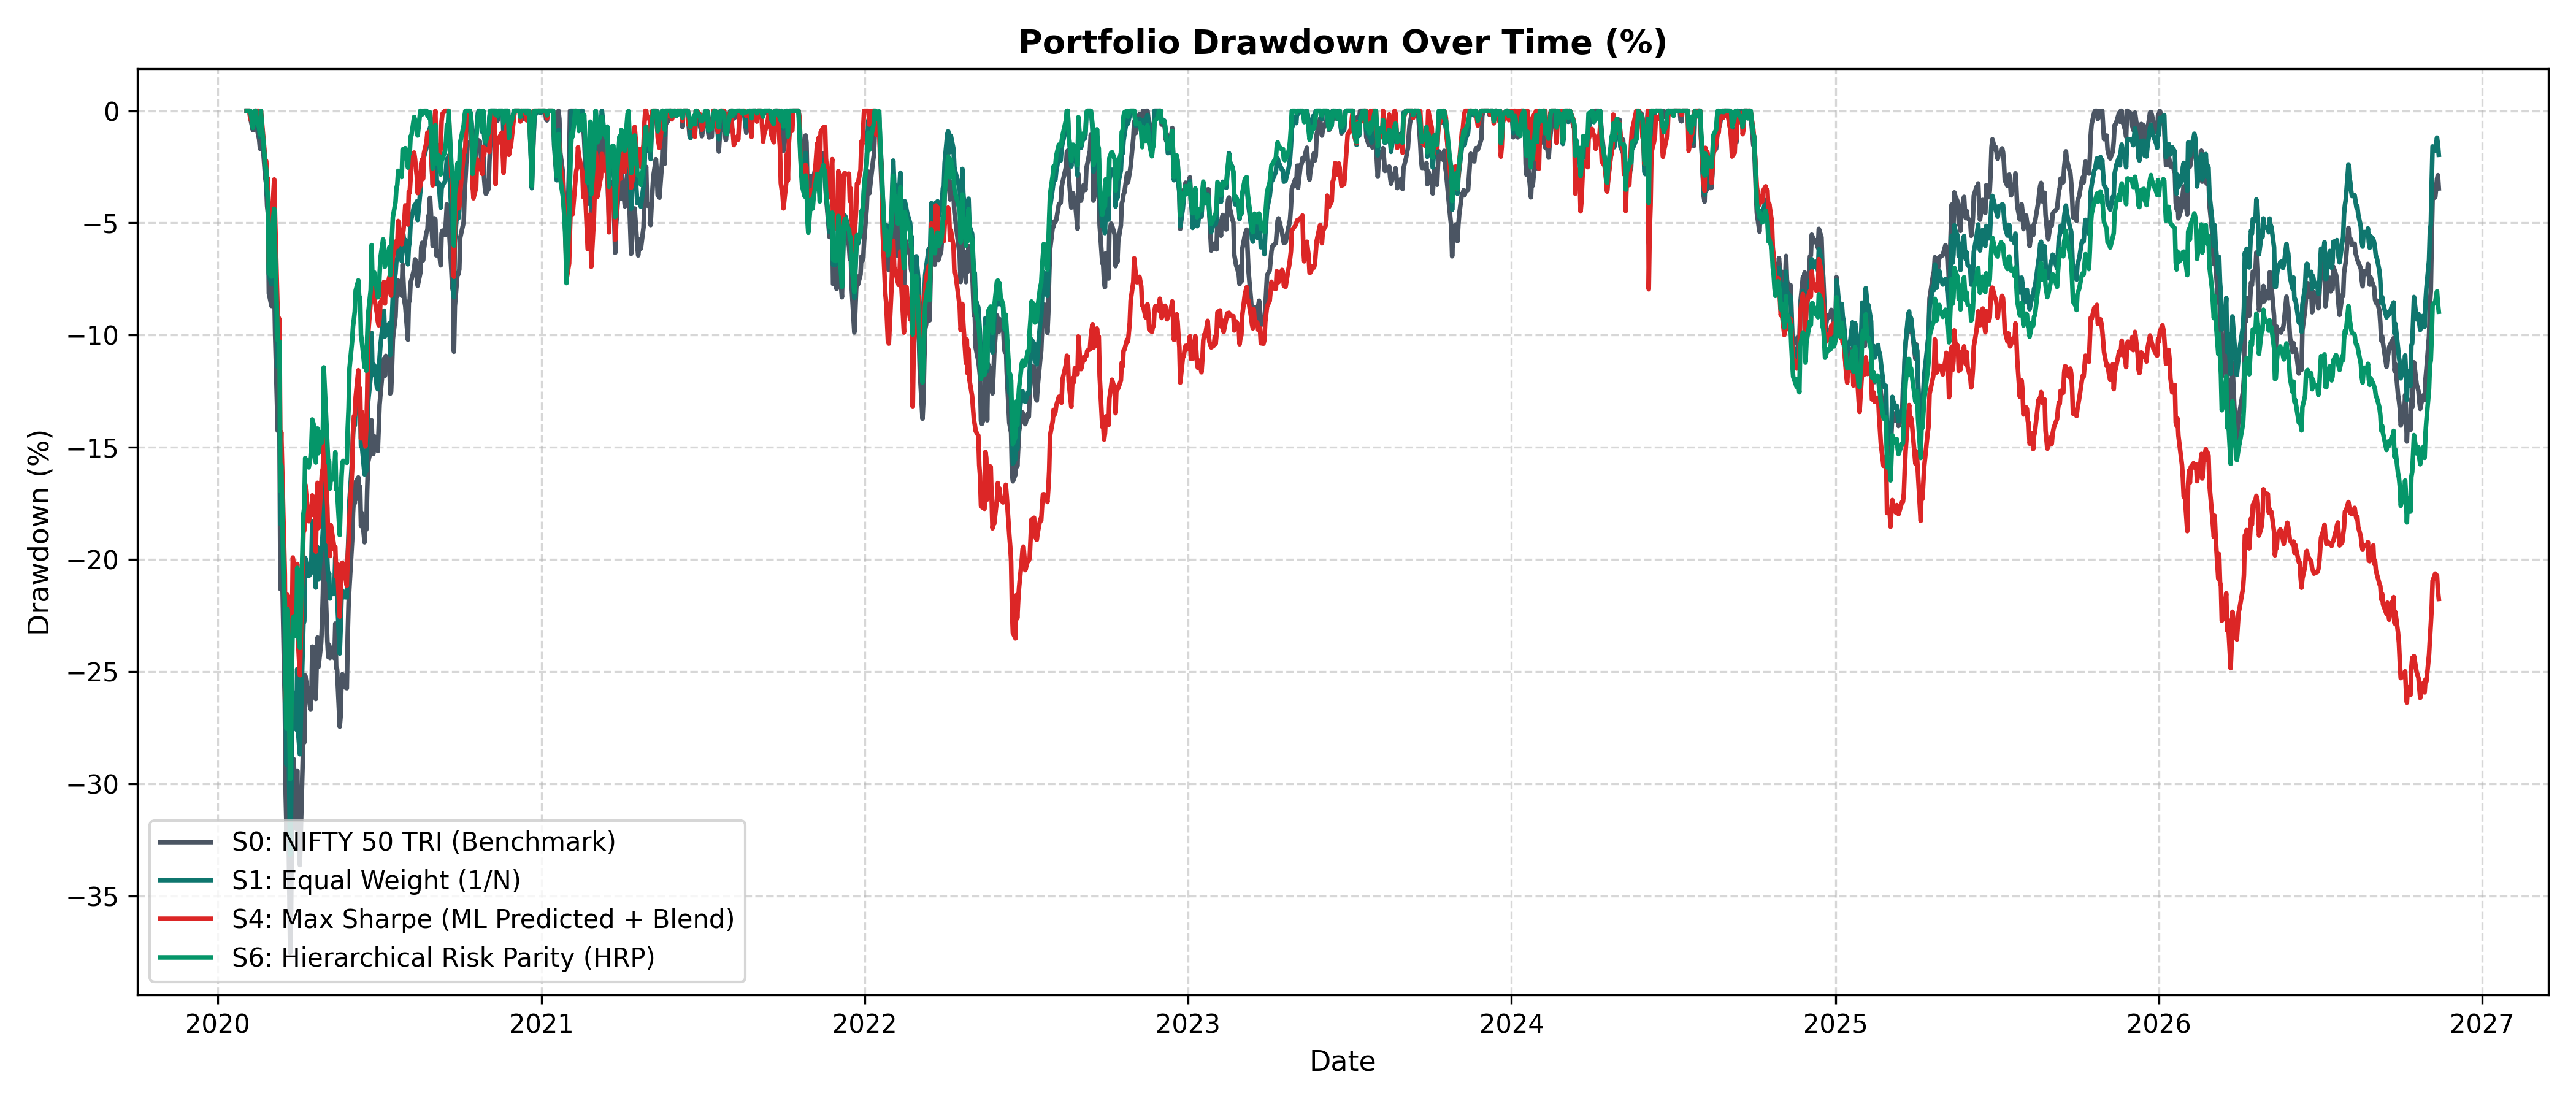 Portfolio Drawdown Over Time (%)
Drawdown (%)
0
−5
−10
−15
−20
−25
−30
−35
S0: NIFTY 50 TRI (Benchmark)
S1: Equal Weight (1/N)
S4: Max Sharpe (ML Predicted + Blend)
S6: Hierarchical Risk Parity (HRP)
2020 2021 2022 2023 2024 2025 2026 2027
Date